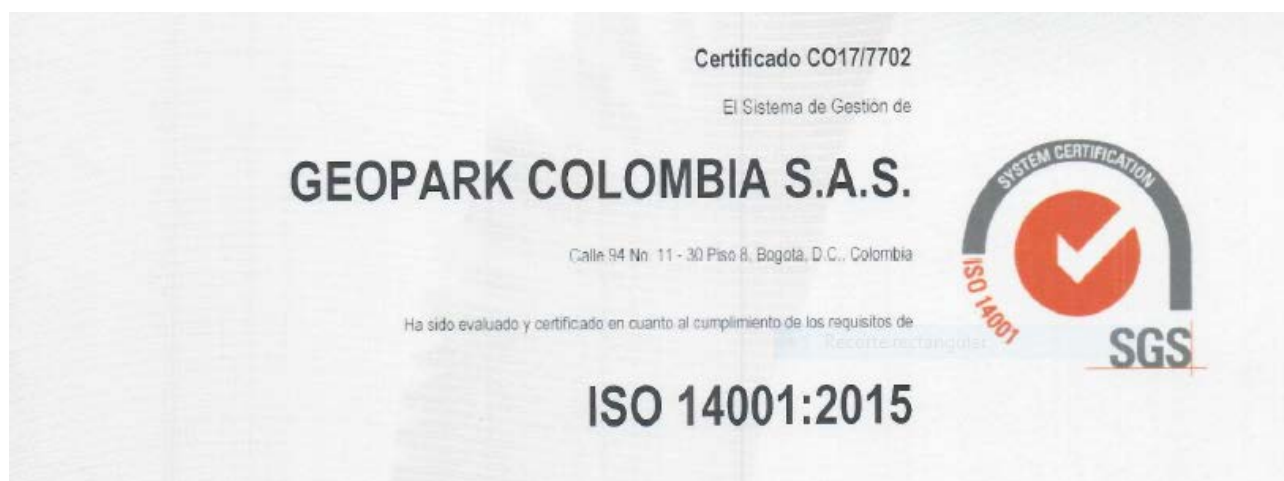 Certificado CO17/7702
El Sistema de Gestión de
GEOPARK COLOMBIA S.A.S.
Calle 94 No. 11 - 30 Piso 8, Bogotá, D.C., Colombia
Ha sido evaluado y certificado en cuanto al cumplimiento de los requisitos de
ISO 14001:2015
SYSTEM CERTIFICATION
ISO 14001
SGS
Recorte rectangular